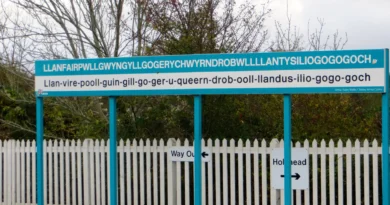 LLANFAIRPWLLGWYNGYLLGOGERYCHWYRNDROBWLLLLANTYSILIOGOGOGOCH
Llan-vire-pooll-guin-gill-go-ger-u-queern-drob-ooll-llandus-ilio-gogo-goch
Way Out
Holyhead